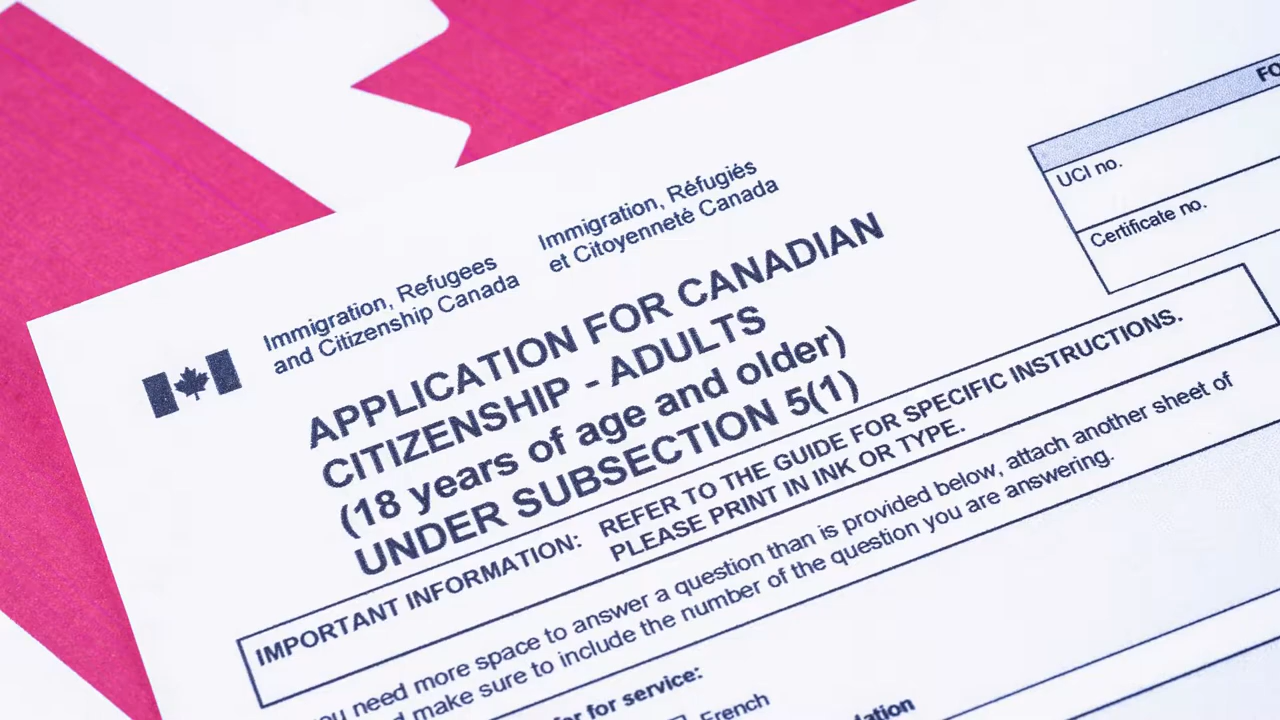 Immigration, Refugees
and Citizenship Canada
Immigration, Réfugiés
et Citoyenneté Canada
UCI no.
Certificate no.
APPLICATION FOR CANADIAN
CITIZENSHIP - ADULTS
(18 years of age and older)
UNDER SUBSECTION 5(1)
IMPORTANT INFORMATION:
REFER TO THE GUIDE FOR SPECIFIC INSTRUCTIONS.
PLEASE PRINT IN INK OR TYPE.
you need more space to answer a question than is provided below, attach another sheet of
make sure to include the number of the question you are answering.
for service:
French